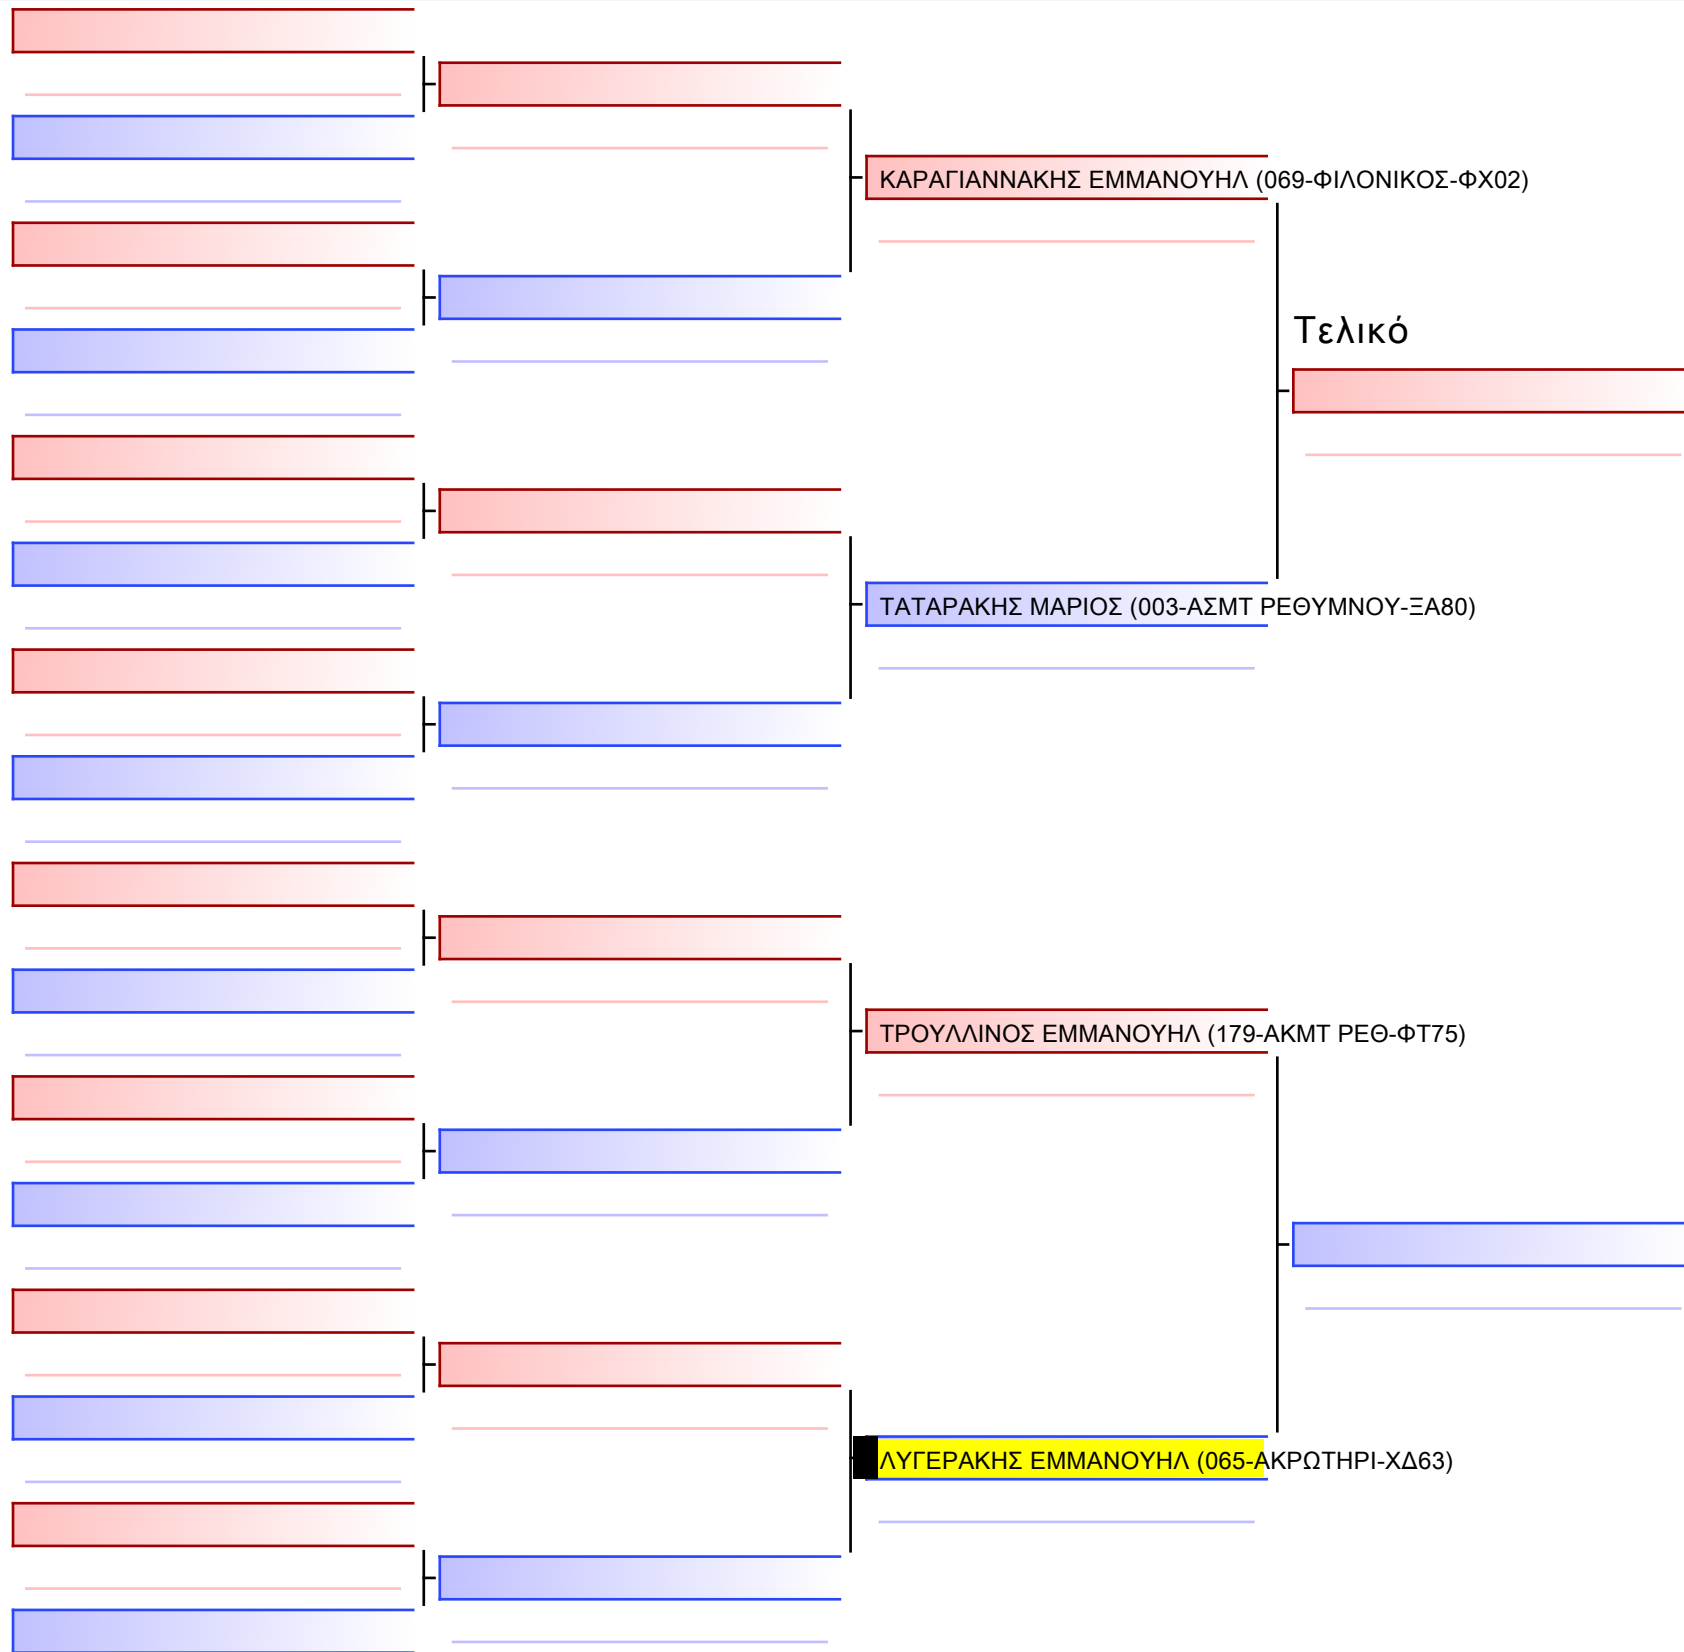 ΚΑΡΑΓΙΑΝΝΑΚΗΣ ΕΜΜΑΝΟΥΗΛ (069-ΦΙΛΟΝΙΚΟΣ-ΦΧ02)
Τελικό
ΤΑΤΑΡΑΚΗΣ ΜΑΡΙΟΣ (003-ΑΣΜΤ ΡΕΘΥΜΝΟΥ-ΞΑ80)
ΤΡΟΥΛΛΙΝΟΣ ΕΜΜΑΝΟΥΗΛ (179-ΑΚΜΤ ΡΕΘ-ΦΤ75)
ΛΥΓΕΡΑΚΗΣ ΕΜΜΑΝΟΥΗΛ (065-ΑΚΡΩΤΗΡΙ-ΧΔ63)